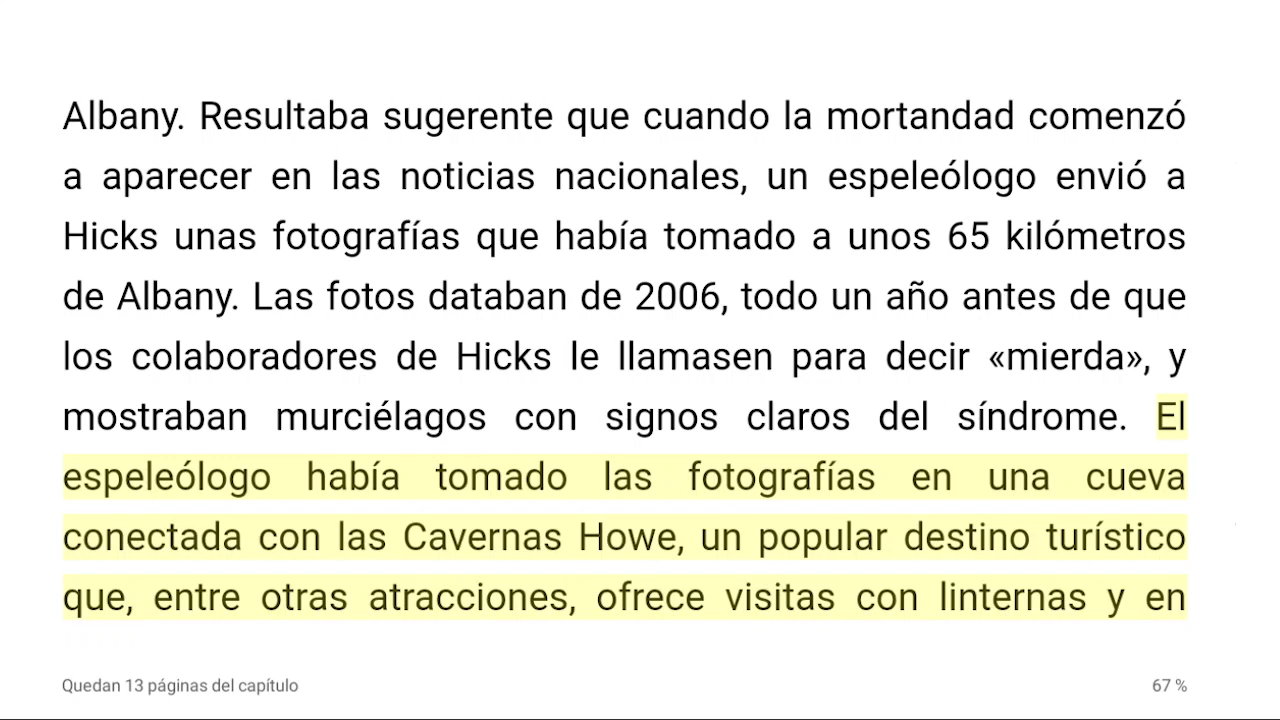 Albany. Resultaba sugerente que cuando la mortandad comenzó
a aparecer en las noticias nacionales, un espeleólogo envió a
Hicks unas fotografías que había tomado a unos 65 kilómetros
de Albany. Las fotos databan de 2006, todo un año antes de que
los colaboradores de Hicks le llamasen para decir «mierda», y
mostraban murciélagos con signos claros del síndrome. El
espeleólogo había tomado las fotografías en una cueva
conectada con las Cavernas Howe, un popular destino turístico
que, entre otras atracciones, ofrece visitas con linternas y en
Quedan 13 páginas del capítulo
67 %